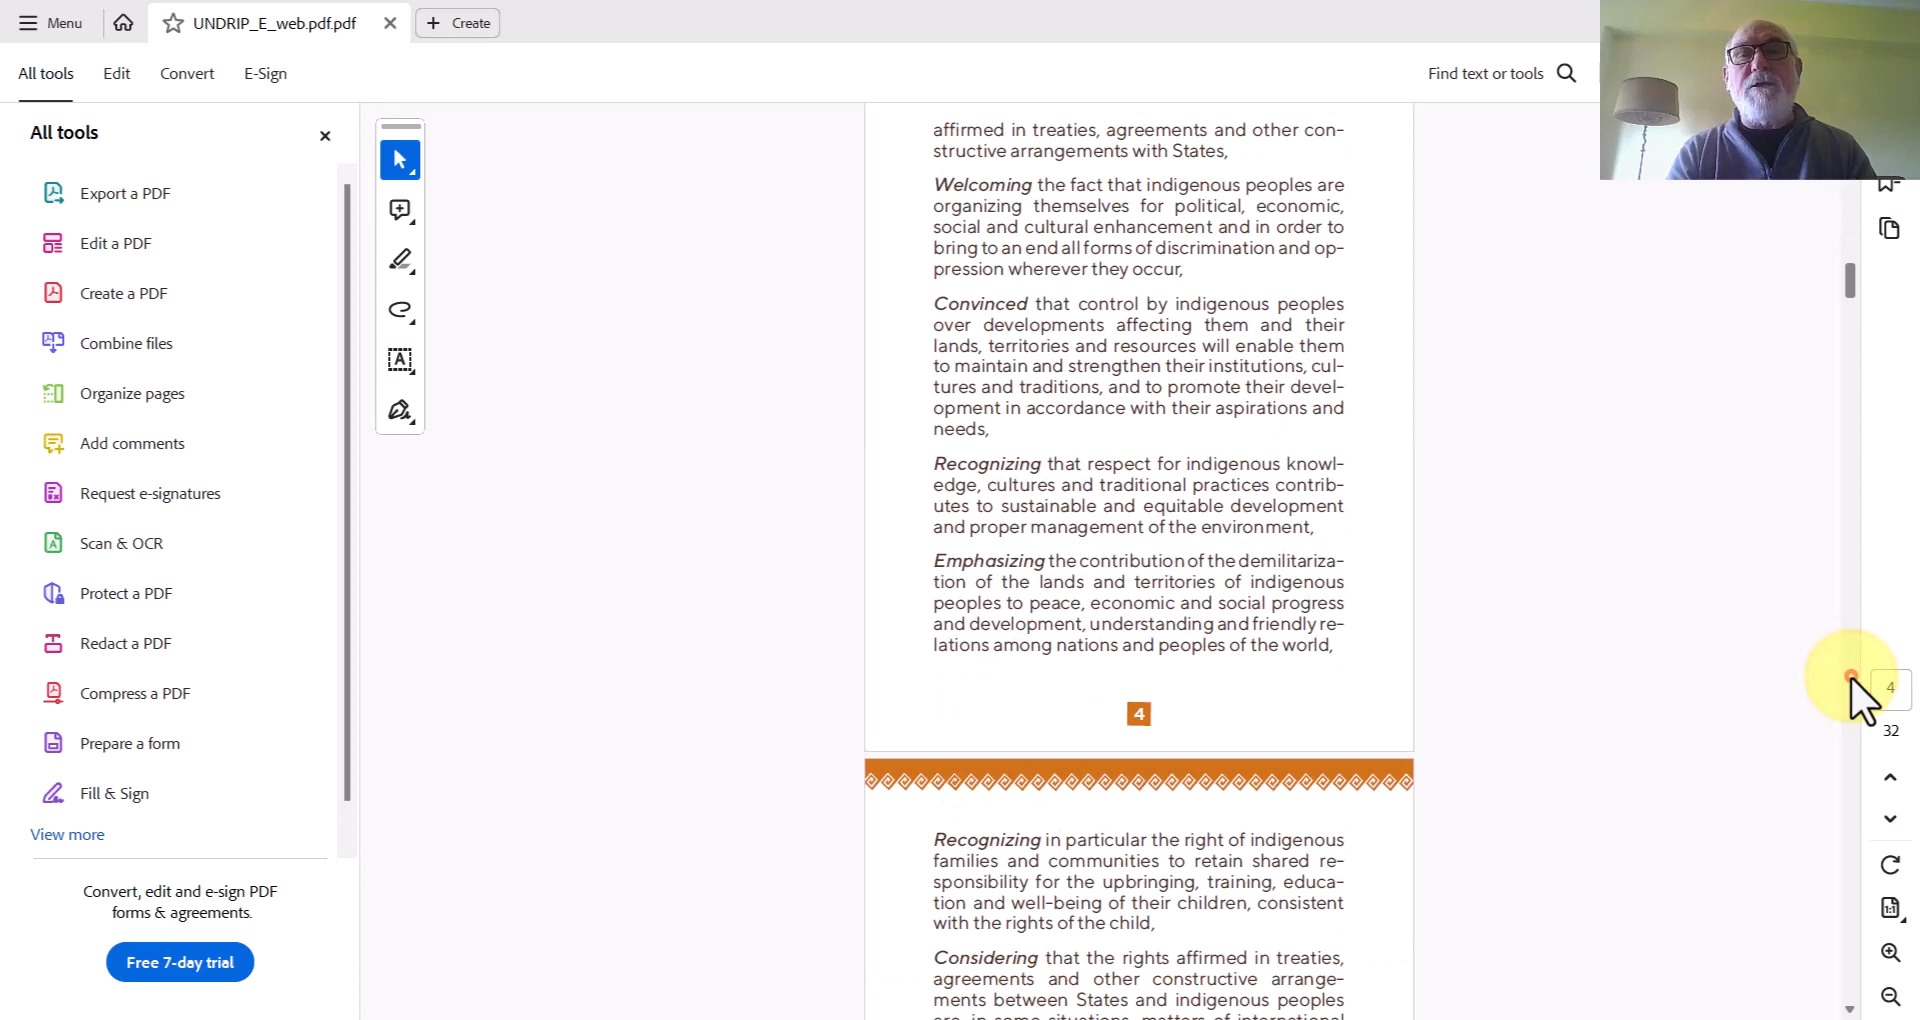 Menu
UNDRIP_E_web.pdf.pdf
Create
All tools
Edit
Convert
E-Sign
Find text or tools
All tools
Export a PDF
Edit a PDF
Create a PDF
Combine files
Organize pages
Add comments
Request e-signatures
Scan & OCR
Protect a PDF
Redact a PDF
Compress a PDF
Prepare a form
Fill & Sign
View more
Convert, edit and e-sign PDF
forms & agreements.
Free 7-day trial
affirmed in treaties, agreements and other con-
structive arrangements with States,
Welcoming the fact that indigenous peoples are
organizing themselves for political, economic,
social and cultural enhancement and in order to
bring to an end all forms of discrimination and op-
pression wherever they occur,
Convinced that control by indigenous peoples
over developments affecting them and their
lands, territories and resources will enable them
to maintain and strengthen their institutions, cul-
tures and traditions, and to promote their devel-
opment in accordance with their aspirations and
needs,
Recognizing that respect for indigenous knowl-
edge, cultures and traditional practices contrib-
utes to sustainable and equitable development
and proper management of the environment,
Emphasizing the contribution of the demilitariza-
tion of the lands and territories of indigenous
peoples to peace, economic and social progress
and development, understanding and friendly re-
lations among nations and peoples of the world,
4
Recognizing in particular the right of indigenous
families and communities to retain shared re-
sponsibility for the upbringing, training, educa-
tion and well-being of their children, consistent
with the rights of the child,
Considering that the rights affirmed in treaties,
agreements and other constructive arrange-
ments between States and indigenous peoples
are, in some situations, matters of international
4
32